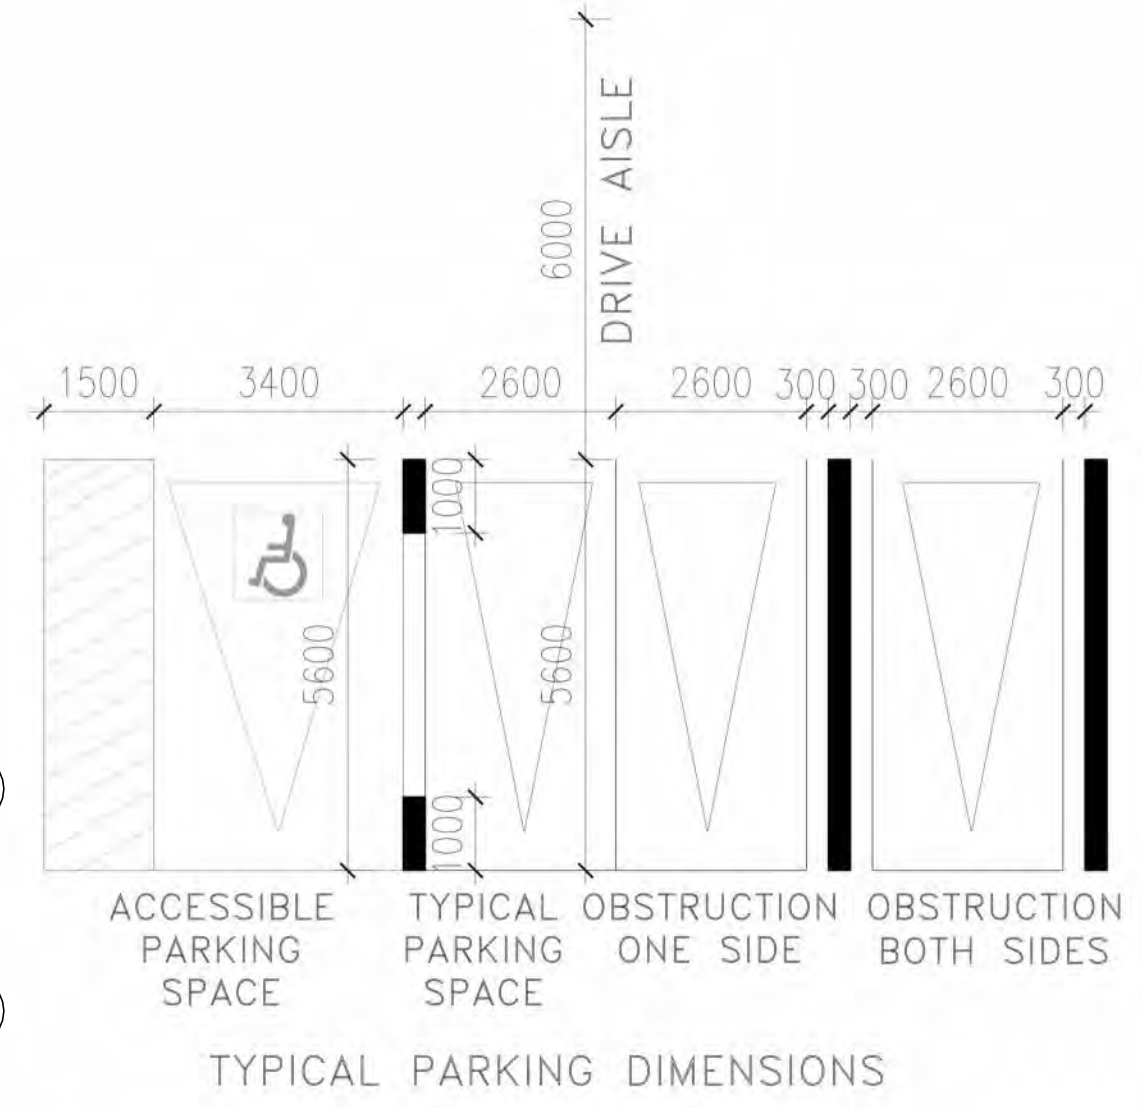 DRIVE AISLE
6000
1500 3400 2600 2600 300 300 2600 300
1000
5600
5600
1000
ACCESSIBLE
PARKING
SPACE
TYPICAL
PARKING
SPACE
OBSTRUCTION
ONE SIDE
OBSTRUCTION
BOTH SIDES
TYPICAL PARKING DIMENSIONS